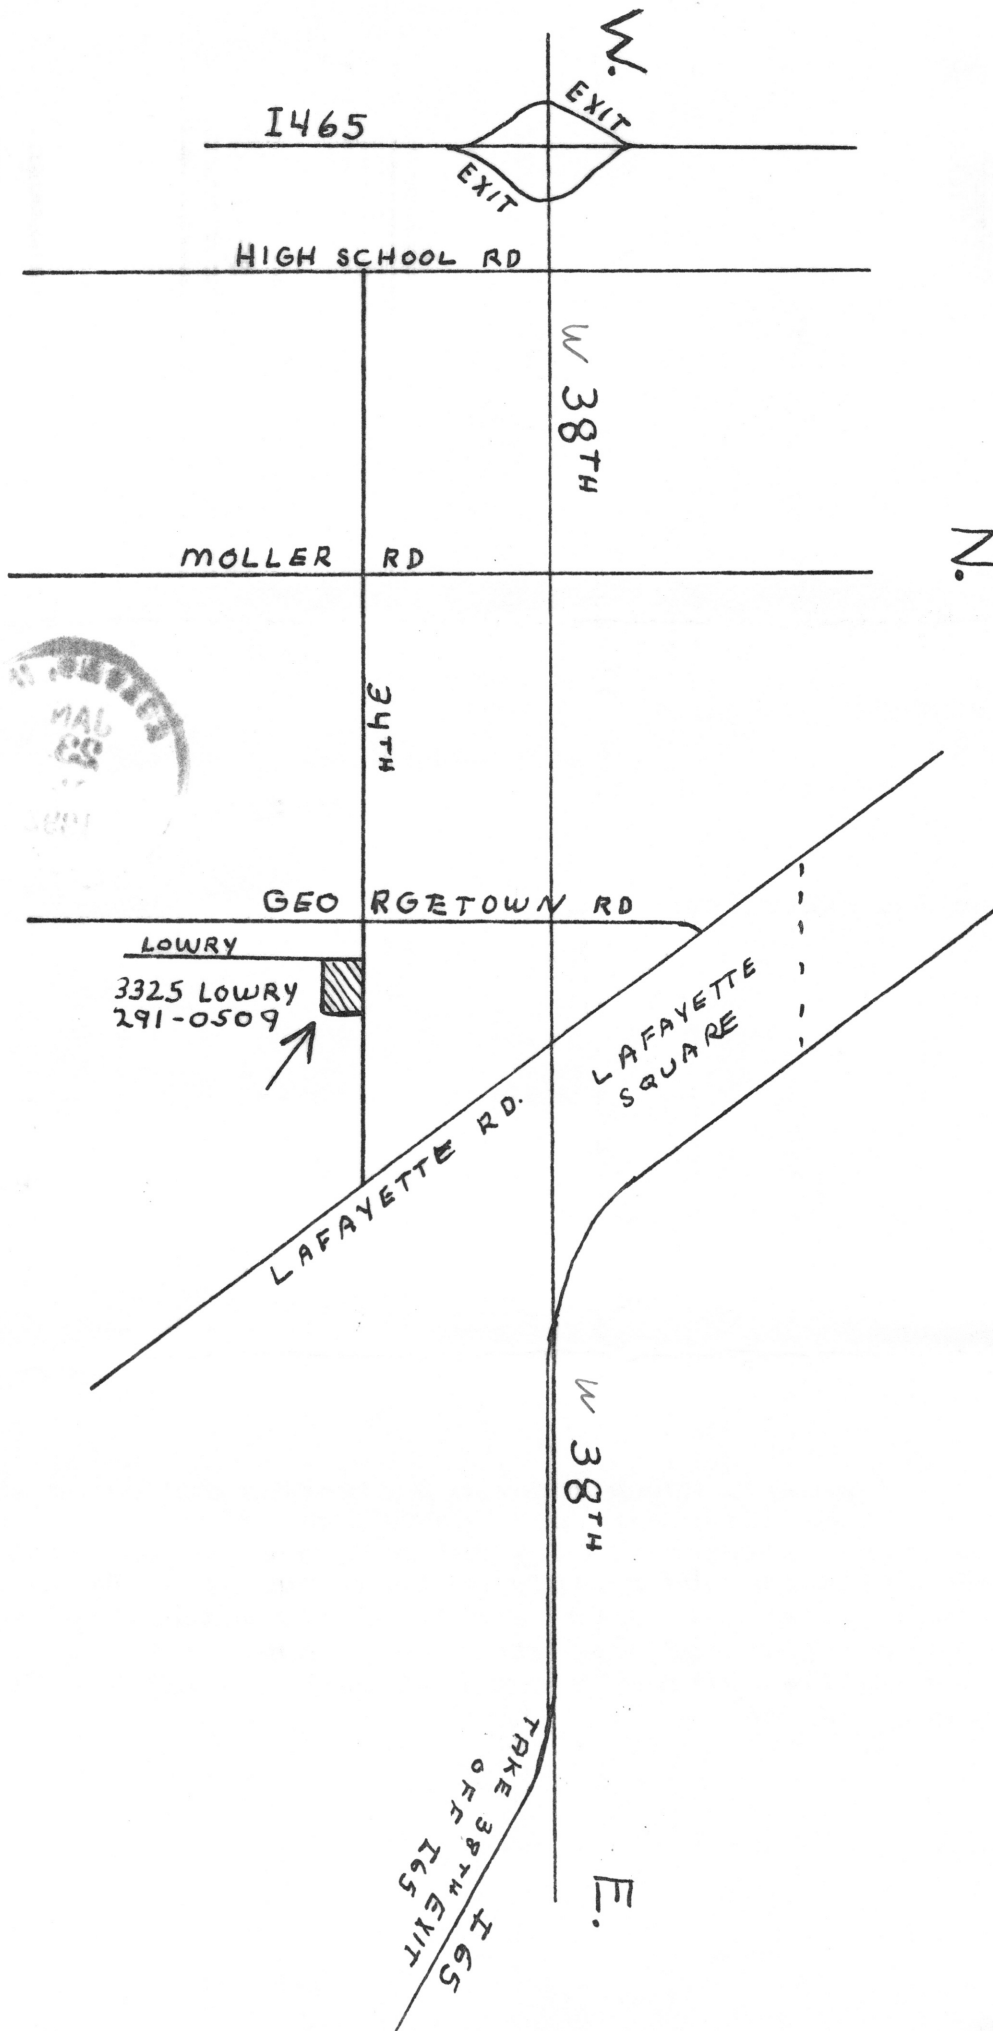 W.
I465
EXIT
EXIT
HIGH SCHOOL RD
W 38TH
N.
MOLLER RD
34TH
GEORGETOWN RD
LOWRY
3325 LOWRY
291-0509
LAFAYETTE
SQUARE
LAFAYETTE RD.
W 38TH
TAKE 38TH EXIT
OFF I65
I65
E.